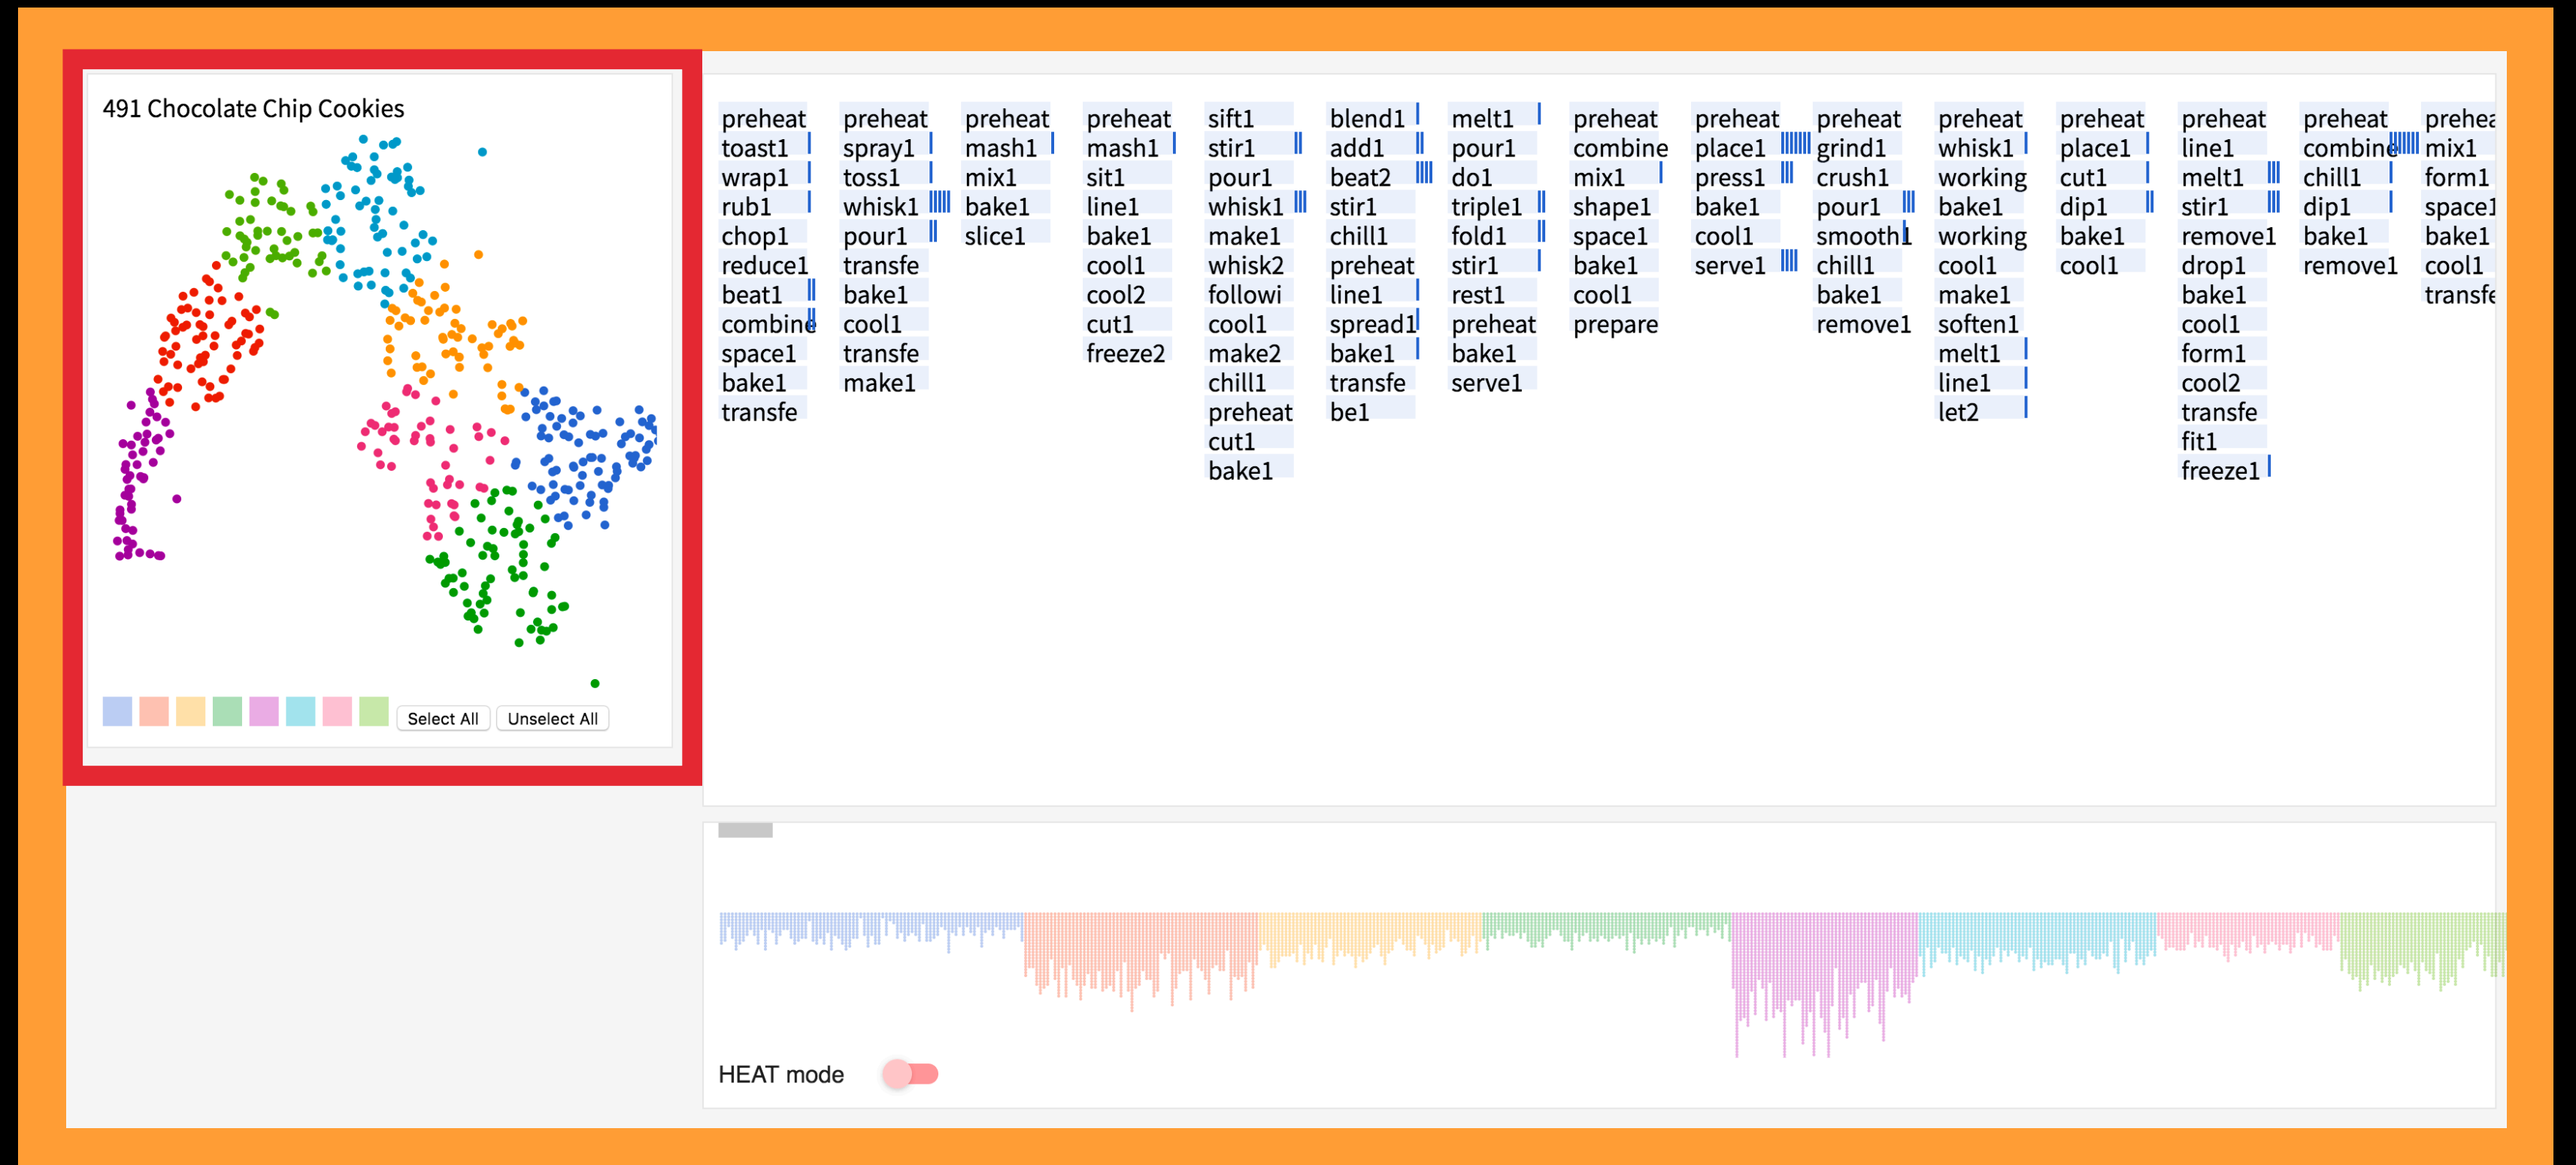 491 Chocolate Chip Cookies
Select All
Unselect All
preheat
toast1
wrap1
rub1
chop1
reduce1
beat1
combine
space1
bake1
transfe
preheat
spray1
toss1
whisk1
pour1
transfe
bake1
cool1
transfe
make1
preheat
mash1
mix1
bake1
slice1
preheat
mash1
sit1
line1
bake1
cool1
cool2
cut1
freeze2
sift1
stir1
pour1
whisk1
make1
whisk2
followi
cool1
make2
chill1
preheat
cut1
bake1
blend1
add1
beat2
stir1
chill1
preheat
line1
spread1
bake1
transfe
be1
melt1
pour1
do1
triple1
fold1
stir1
rest1
preheat
bake1
serve1
preheat
combine
mix1
shape1
space1
bake1
cool1
prepare
preheat
place1
press1
bake1
cool1
serve1
preheat
grind1
crush1
pour1
smooth1
chill1
bake1
remove1
preheat
whisk1
working
bake1
working
cool1
make1
soften1
melt1
line1
let2
preheat
place1
cut1
dip1
bake1
cool1
preheat
line1
melt1
stir1
remove1
drop1
bake1
cool1
form1
cool2
transfe
fit1
freeze1
preheat
combine
chill1
dip1
bake1
remove1
prehea
mix1
form1
space1
bake1
cool1
transfe
HEAT mode